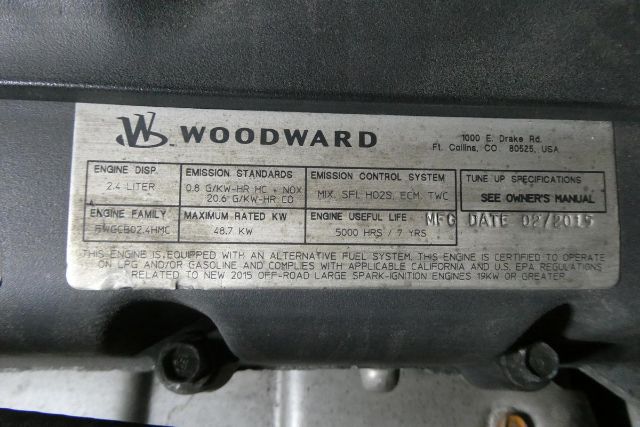 W WOODWARD
1000 E. Drake Rd.
Ft. Collins, CO. 80525, USA
ENGINE DISP.
2.4 LITER
EMISSION STANDARDS
0.8 G/KW-HR HC + NOX
20.6 G/KW-HR CO
EMISSION CONTROL SYSTEM
MIX, SFI, HO2S, ECM, TWC
TUNE UP SPECIFICATIONS
SEE OWNER'S MANUAL
ENGINE FAMILY
FWGCB02.4HMC
MAXIMUM RATED KW
48.7 KW
ENGINE USEFUL LIFE
5000 HRS / 7 YRS
MFG DATE 02/2015
THIS ENGINE IS EQUIPPED WITH AN ALTERNATIVE FUEL SYSTEM. THIS ENGINE IS CERTIFIED TO OPERATE
ON LPG AND/OR GASOLINE AND COMPLIES WITH APPLICABLE CALIFORNIA AND U.S. EPA REGULATIONS
RELATED TO NEW 2015 OFF-ROAD LARGE SPARK-IGNITION ENGINES 19KW OR GREATER.